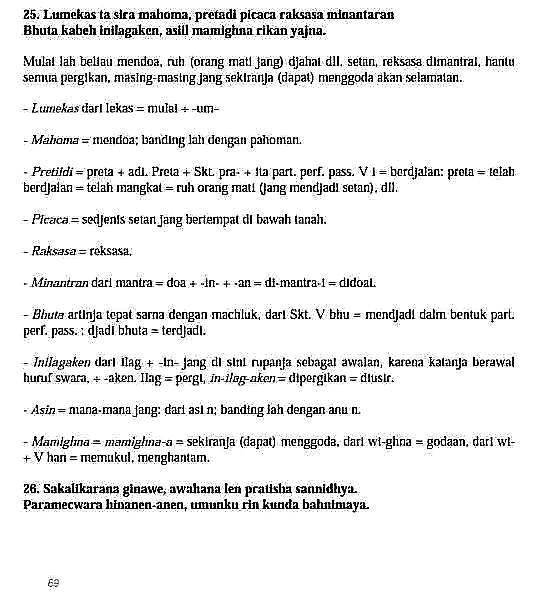 25. Lumekas ta sira mahoma, pretadi picaca raksasa minantaran
Bhuta kabeh inilagaken, asiil mamighna rikan yajna.
Mulai lah beliau mendoa, ruh (orang mati jang) djahat dll. setan, reksasa dimantrai, hantu
semua pergikan, masing-masing jang sekiranja (dapat) menggoda akan selamatan.
- Lumekas dari lekas = mulai + -um-
- Mahoma = mendoa; banding lah dengan pahoman.
- Pretiidi = preta + adi. Preta + Skt. pra- + ita part. perf. pass. V i = berdjalan: preta = telah
berdjalan = telah mangkat = ruh orang mati (jang mendjadi setan), dll.
- Picaca = sedjenis setan jang bertempat di bawah tanah.
- Raksasa = reksasa.
- Minantran dari mantra = doa + -in- + -an = di-mantra-i = didoai.
- Bhuta artinja tepat sama dengan machluk, dari Skt. V bhu = mendjadi dalm bentuk part.
perf. pass. : djadi bhuta = terdjadi.
- Inilagaken dari ilag + -in- jang di sini rupanja sebagai awalan, karena katanja berawal
huruf swara, + -aken. Ilag = pergi, in-ilag-aken = dipergikan = diusir.
- Asin = mana-mana jang: dari asi n; banding lah dengan anu n.
- Mamighna = mamighna-a = sekiranja (dapat) menggoda, dari wi-ghna = godaan, dari wi-
+ V han = memukul, menghantam.
26. Sakalikarana ginawe, awahana len pratisha sannidhya.
Paramecwara hinanen-anen, umunku rin kunda bahnimaya.
69